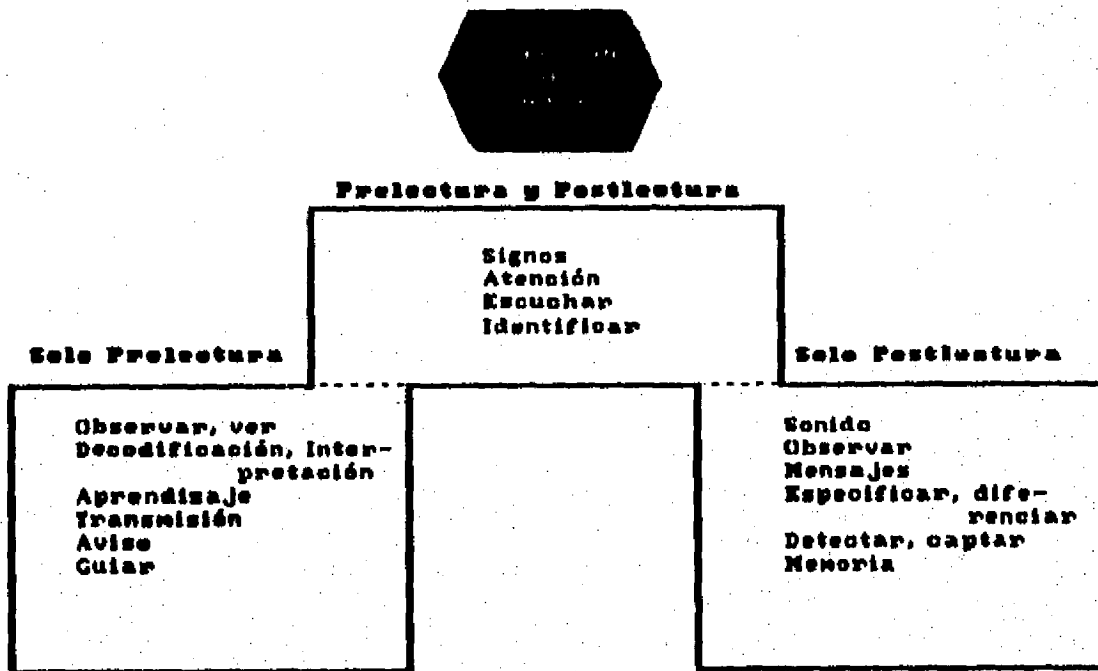 Prelectura y Postlectura
Signos
Atención
Escuchar
Identificar
Solo Prelectura
Solo Postlectura
Observar, ver
Decodificación, Inter-
pretación
Aprendizaje
Transmisión
Aviso
Guiar
Sonido
Observar
Mensajes
Especificar, dife-
renciar
Detectar, captar
Memoria